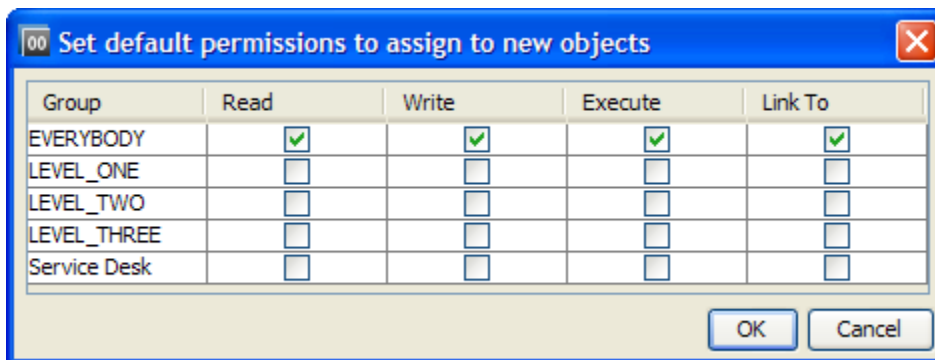 00 Set default permissions to assign to new objects
Group Read Write Execute Link To
EVERYBODY
LEVEL_ONE
LEVEL_TWO
LEVEL_THREE
Service Desk
OK Cancel